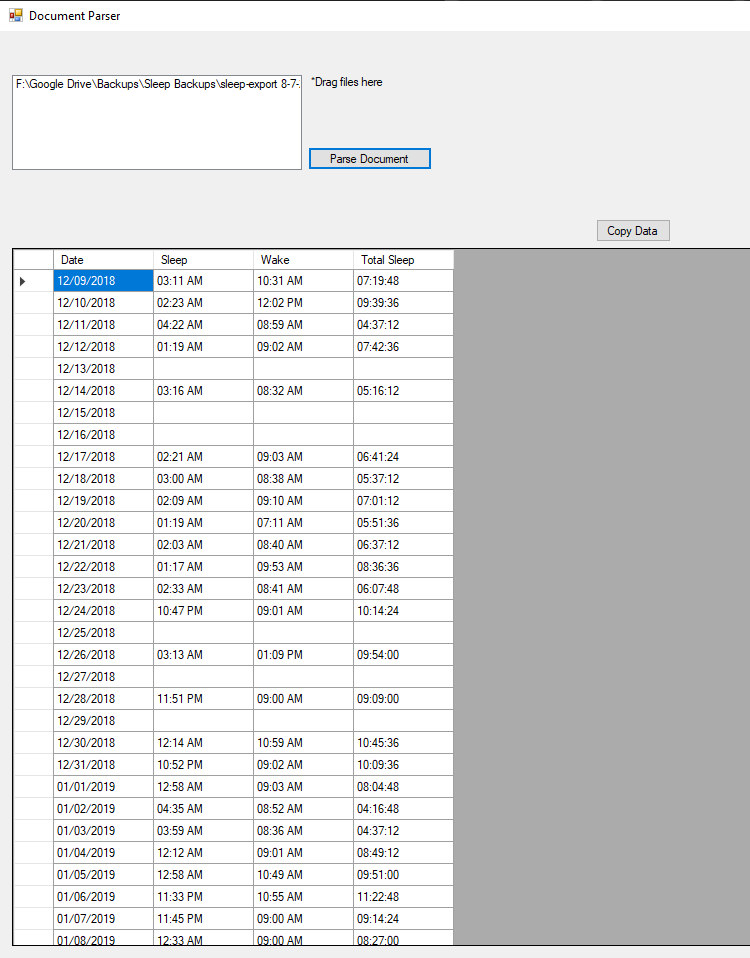 Document Parser
F:\Google Drive\Backups\Sleep Backups\sleep-export 8-7-
*Drag files here
Parse Document
Copy Data
Date Sleep Wake Total Sleep
12/09/2018 03:11 AM 10:31 AM 07:19:48
12/10/2018 02:23 AM 12:02 PM 09:39:36
12/11/2018 04:22 AM 08:59 AM 04:37:12
12/12/2018 01:19 AM 09:02 AM 07:42:36
12/13/2018
12/14/2018 03:16 AM 08:32 AM 05:16:12
12/15/2018
12/16/2018
12/17/2018 02:21 AM 09:03 AM 06:41:24
12/18/2018 03:00 AM 08:38 AM 05:37:12
12/19/2018 02:09 AM 09:10 AM 07:01:12
12/20/2018 01:19 AM 07:11 AM 05:51:36
12/21/2018 02:03 AM 08:40 AM 06:37:12
12/22/2018 01:17 AM 09:53 AM 08:36:36
12/23/2018 02:33 AM 08:41 AM 06:07:48
12/24/2018 10:47 PM 09:01 AM 10:14:24
12/25/2018
12/26/2018 03:13 AM 01:09 PM 09:54:00
12/27/2018
12/28/2018 11:51 PM 09:00 AM 09:09:00
12/29/2018
12/30/2018 12:14 AM 10:59 AM 10:45:36
12/31/2018 10:52 PM 09:02 AM 10:09:36
01/01/2019 12:58 AM 09:03 AM 08:04:48
01/02/2019 04:35 AM 08:52 AM 04:16:48
01/03/2019 03:59 AM 08:36 AM 04:37:12
01/04/2019 12:12 AM 09:01 AM 08:49:12
01/05/2019 12:58 AM 10:49 AM 09:51:00
01/06/2019 11:33 PM 10:55 AM 11:22:48
01/07/2019 11:45 PM 09:00 AM 09:14:24
01/08/2019 12:33 AM 09:00 AM 08:27:00